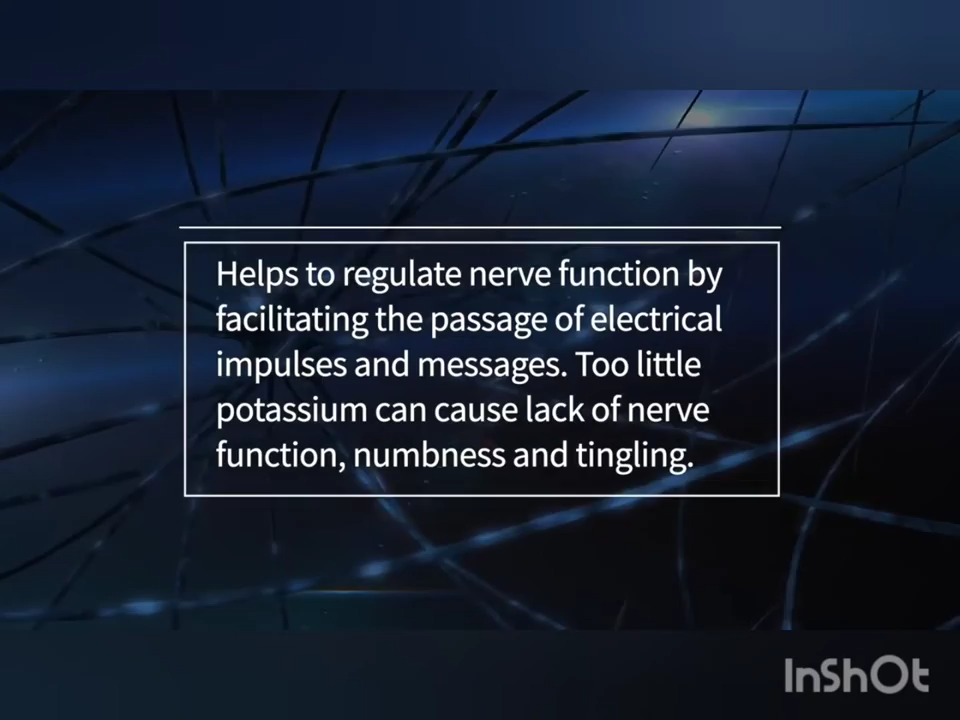 Helps to regulate nerve function by
facilitating the passage of electrical
impulses and messages. Too little
potassium can cause lack of nerve
function, numbness and tingling.
InShOt